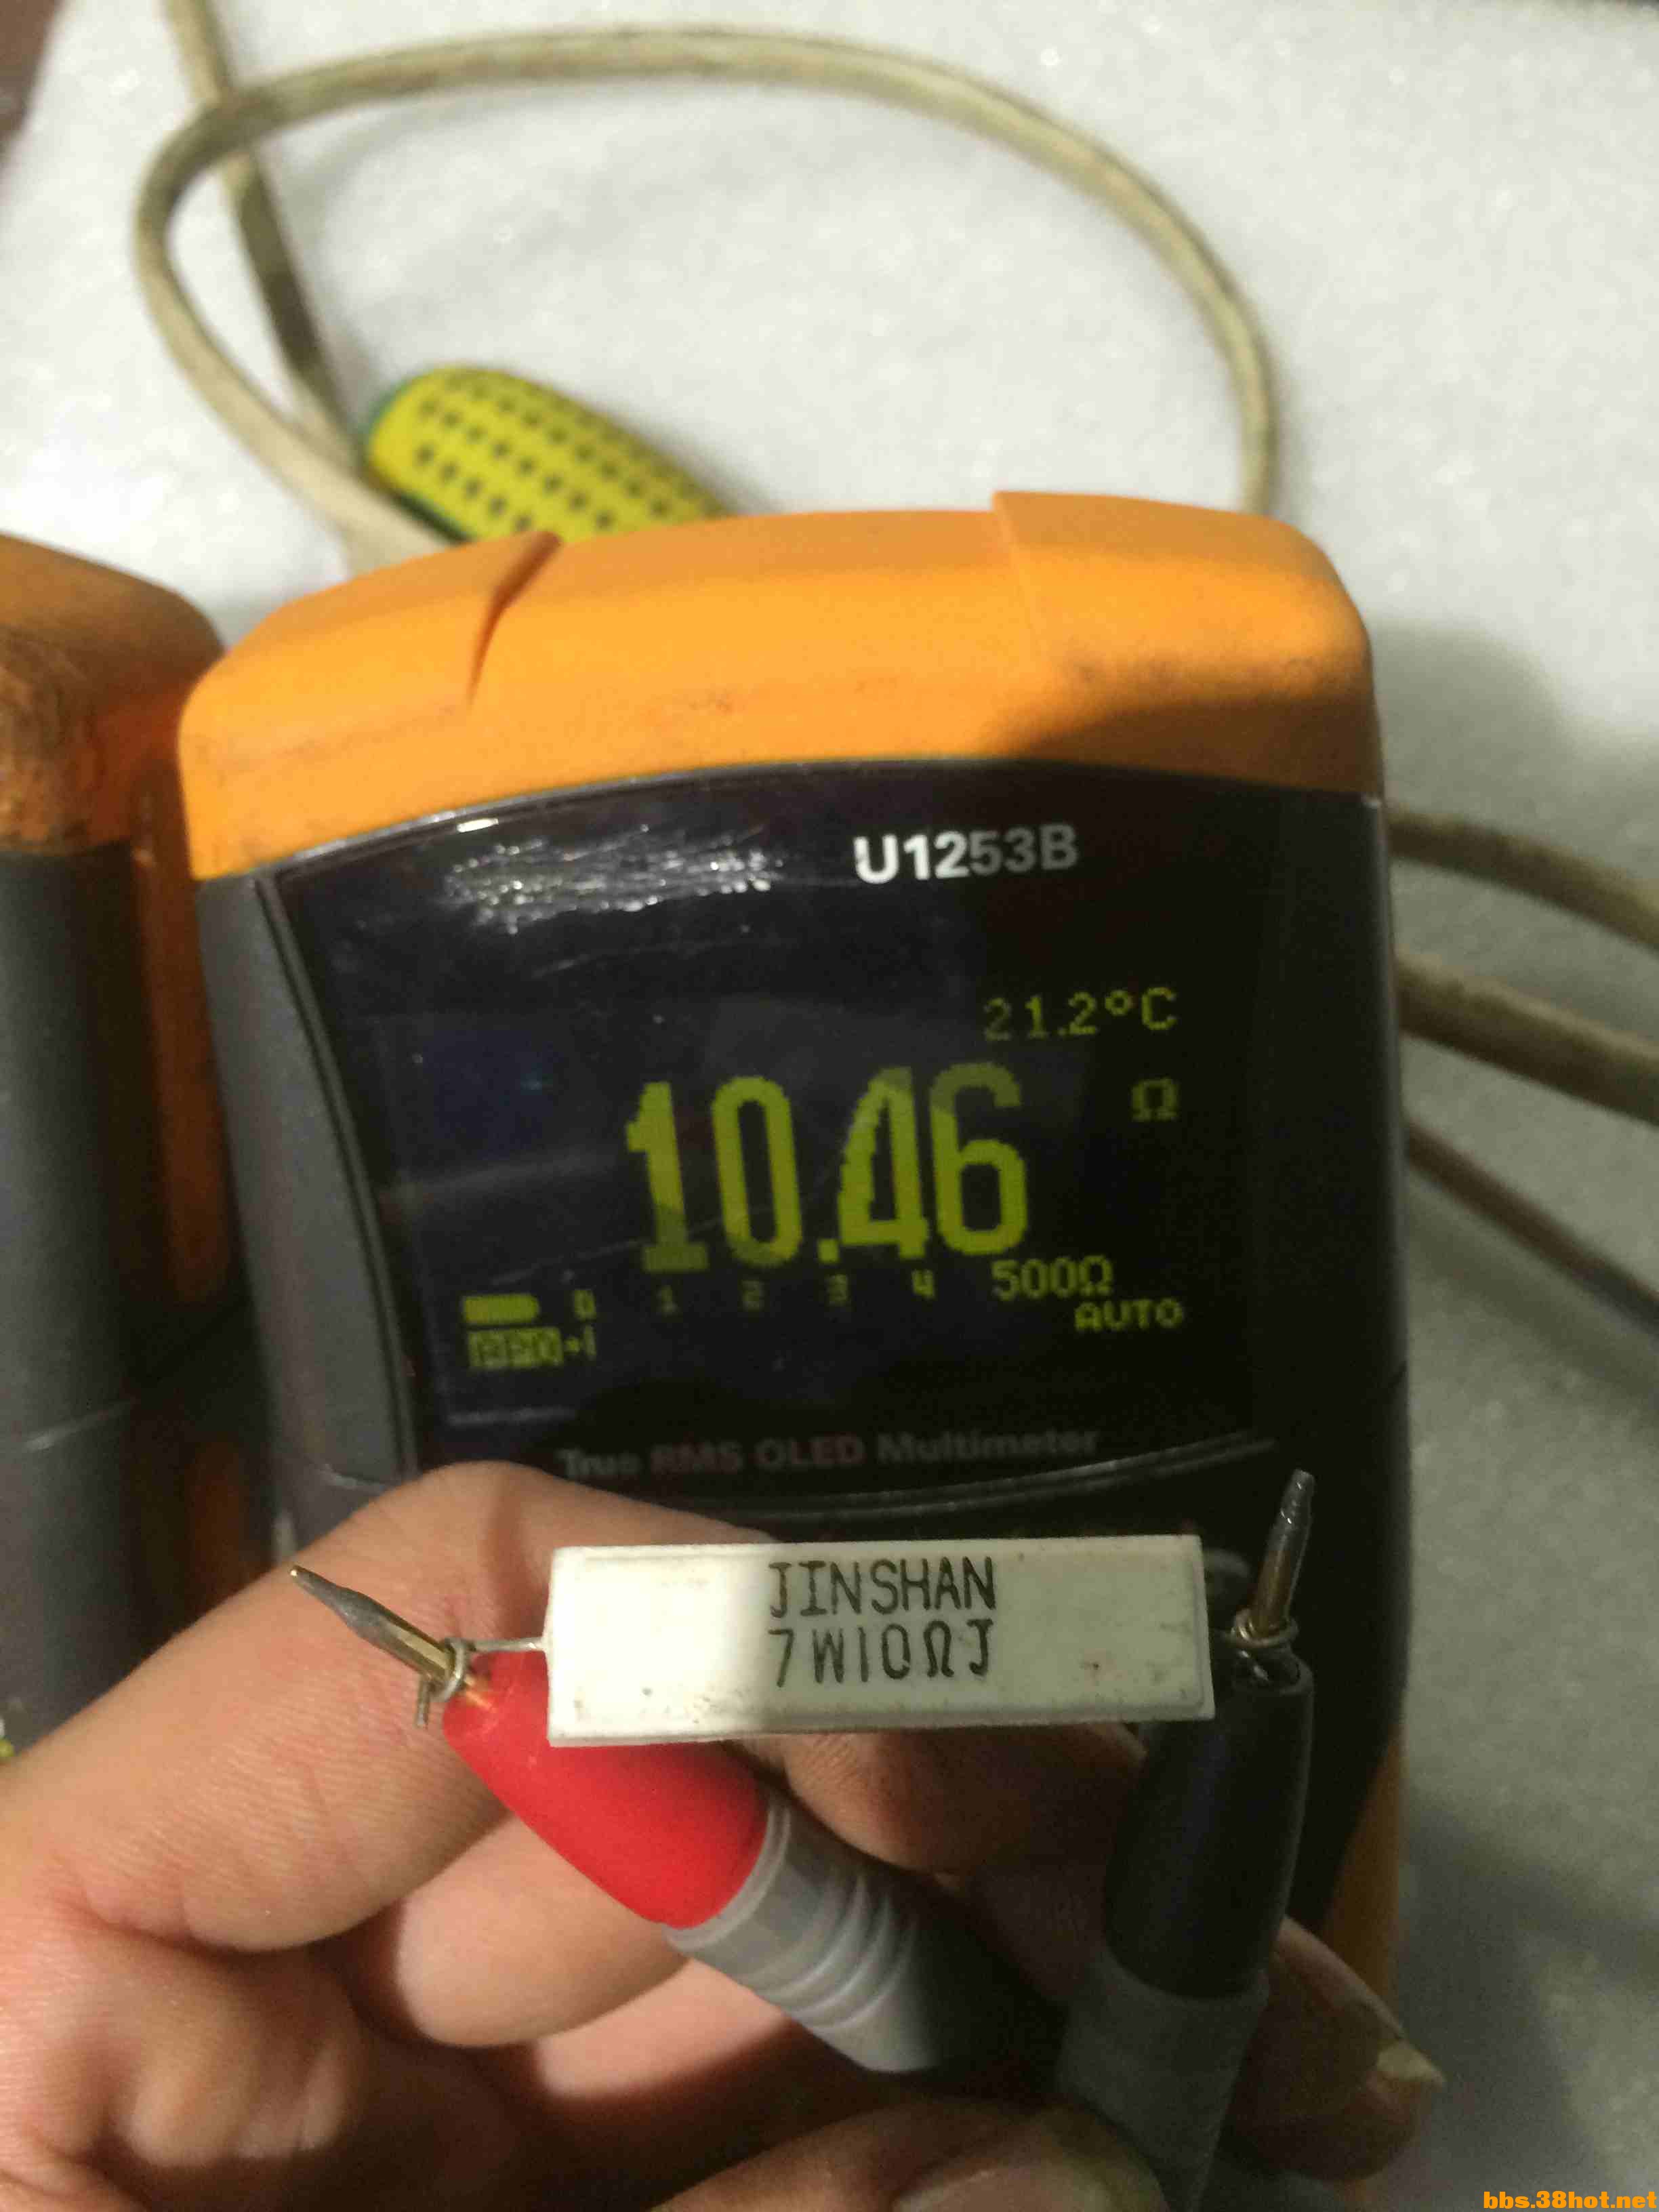 U1253B
21.2°C
10.46 Ω
0 1 2 3 4 500Ω
AUTO
True RMS OLED Multimeter
JINSHAN
7W10ΩJ
bbs.38hot.net